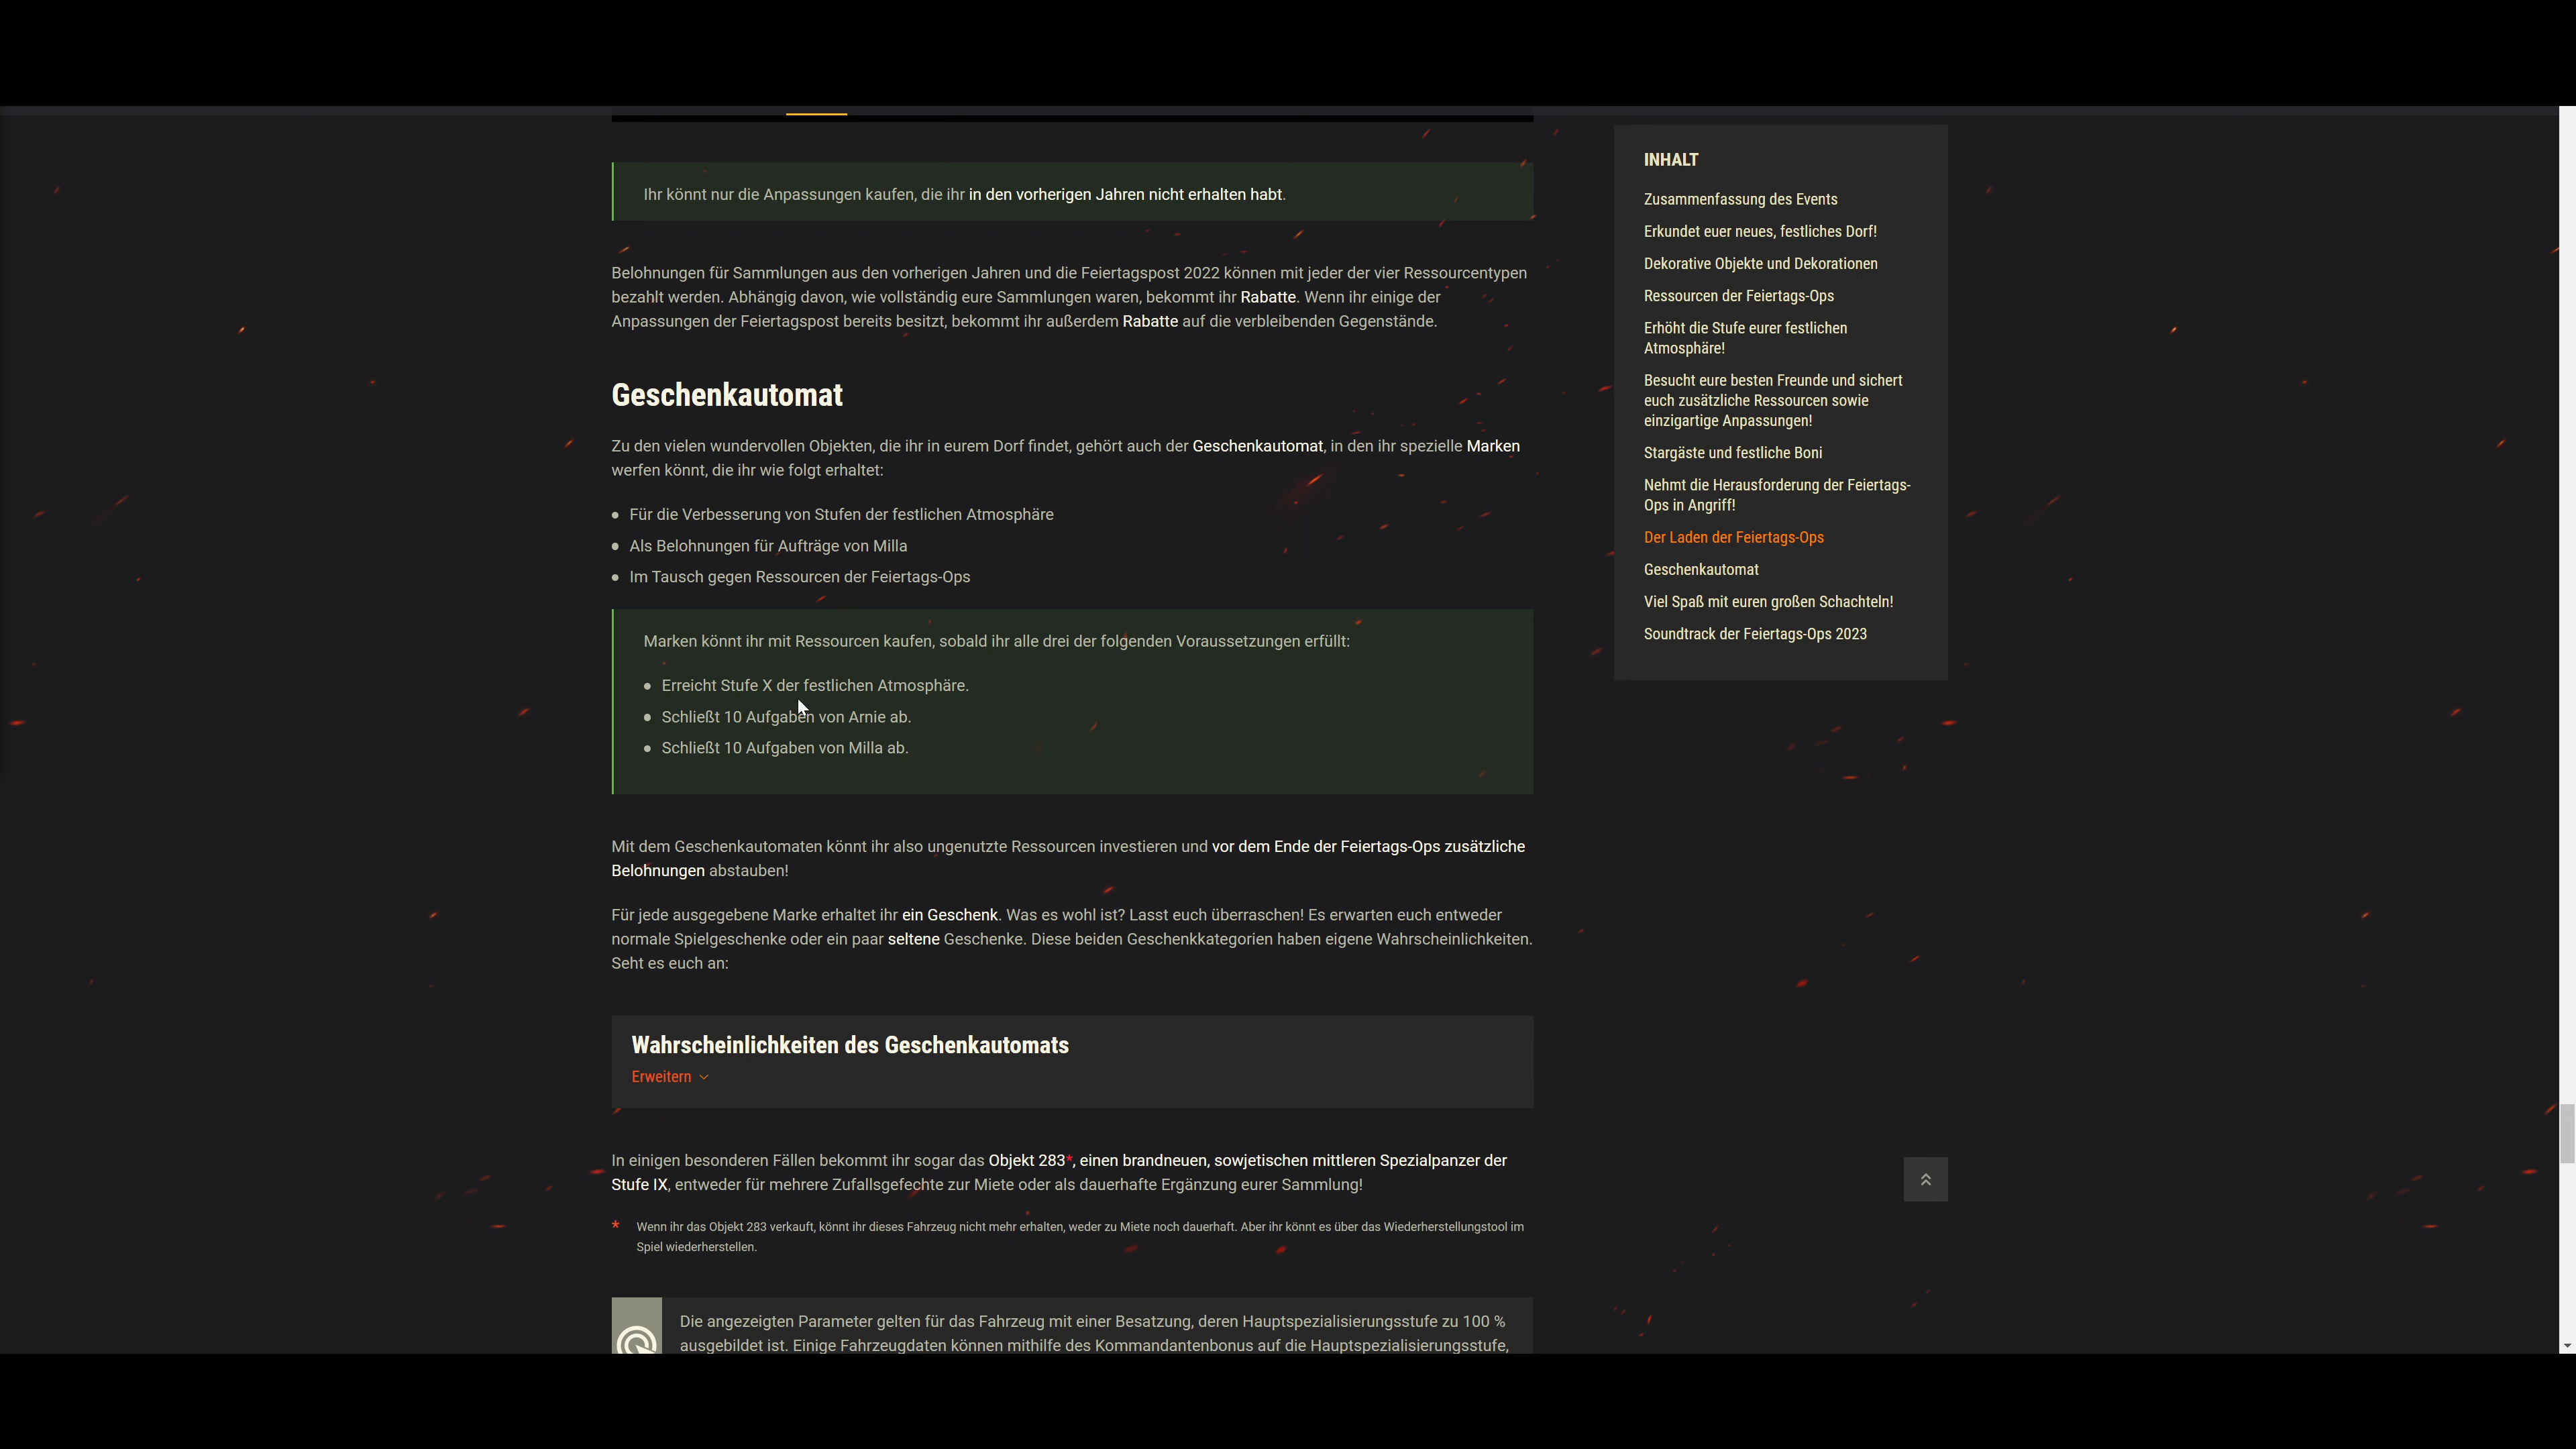 Ihr könnt nur die Anpassungen kaufen, die ihr in den vorherigen Jahren nicht erhalten habt.
Belohnungen für Sammlungen aus den vorherigen Jahren und die Feiertagspost 2022 können mit jeder der vier Ressourcentypen
bezahlt werden. Abhängig davon, wie vollständig eure Sammlungen waren, bekommt ihr Rabatte. Wenn ihr einige der
Anpassungen der Feiertagspost bereits besitzt, bekommt ihr außerdem Rabatte auf die verbleibenden Gegenstände.
Geschenkautomat
Zu den vielen wundervollen Objekten, die ihr in eurem Dorf findet, gehört auch der Geschenkautomat, in den ihr spezielle Marken
werfen könnt, die ihr wie folgt erhaltet:
Für die Verbesserung von Stufen der festlichen Atmosphäre
Als Belohnungen für Aufträge von Milla
Im Tausch gegen Ressourcen der Feiertags-Ops
Marken könnt ihr mit Ressourcen kaufen, sobald ihr alle drei der folgenden Voraussetzungen erfüllt:
Erreicht Stufe X der festlichen Atmosphäre.
Schließt 10 Aufgaben von Arnie ab.
Schließt 10 Aufgaben von Milla ab.
Mit dem Geschenkautomaten könnt ihr also ungenutzte Ressourcen investieren und vor dem Ende der Feiertags-Ops zusätzliche
Belohnungen abstauben!
Für jede ausgegebene Marke erhaltet ihr ein Geschenk. Was es wohl ist? Lasst euch überraschen! Es erwarten euch entweder
normale Spielgeschenke oder ein paar seltene Geschenke. Diese beiden Geschenkkategorien haben eigene Wahrscheinlichkeiten.
Seht es euch an:
Wahrscheinlichkeiten des Geschenkautomats
Erweitern
In einigen besonderen Fällen bekommt ihr sogar das Objekt 283*, einen brandneuen, sowjetischen mittleren Spezialpanzer der
Stufe IX, entweder für mehrere Zufallsgefechte zur Miete oder als dauerhafte Ergänzung eurer Sammlung!
* Wenn ihr das Objekt 283 verkauft, könnt ihr dieses Fahrzeug nicht mehr erhalten, weder zu Miete noch dauerhaft. Aber ihr könnt es über das Wiederherstellungstool im
Spiel wiederherstellen.
Die angezeigten Parameter gelten für das Fahrzeug mit einer Besatzung, deren Hauptspezialisierungsstufe zu 100 %
ausgebildet ist. Einige Fahrzeugdaten können mithilfe des Kommandantenbonus auf die Hauptspezialisierungsstufe,
INHALT
Zusammenfassung des Events
Erkundet euer neues, festliches Dorf!
Dekorative Objekte und Dekorationen
Ressourcen der Feiertags-Ops
Erhöht die Stufe eurer festlichen
Atmosphäre!
Besucht eure besten Freunde und sichert
euch zusätzliche Ressourcen sowie
einzigartige Anpassungen!
Stargäste und festliche Boni
Nehmt die Herausforderung der Feiertags-
Ops in Angriff!
Der Laden der Feiertags-Ops
Geschenkautomat
Viel Spaß mit euren großen Schachteln!
Soundtrack der Feiertags-Ops 2023